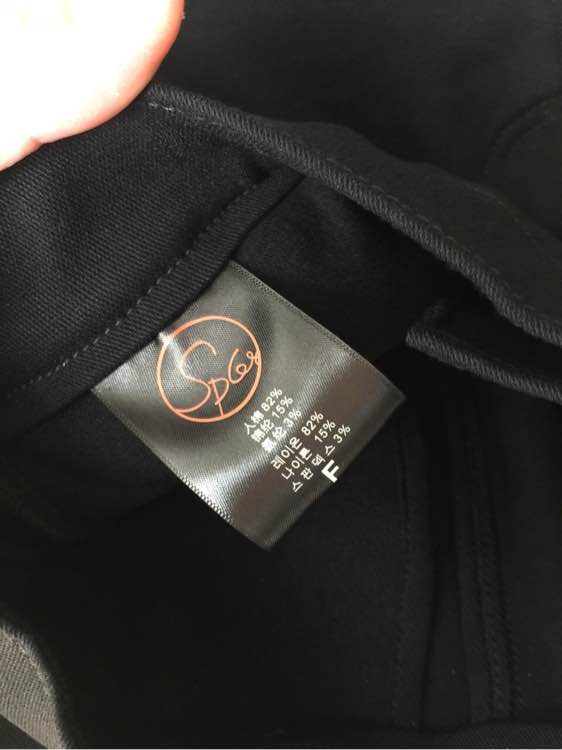 人棉 82%
锦纶 15%
氨纶 3%
레이온 82%
나이론 15%
스 판 덱 스 3%
F